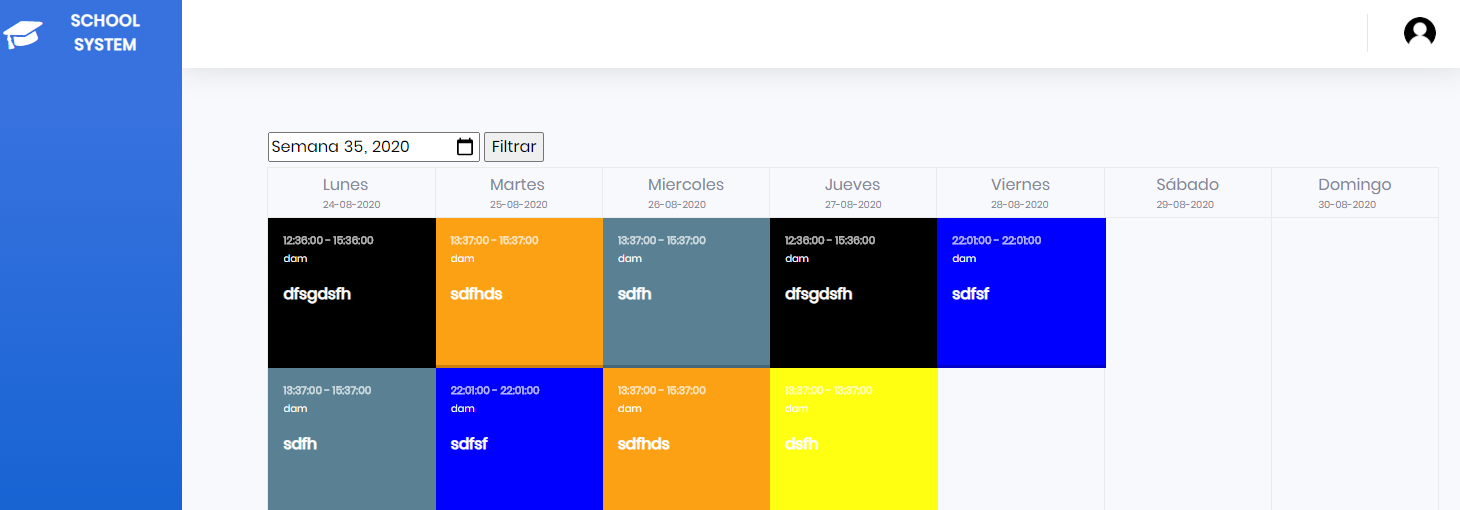 SCHOOL
SYSTEM
Semana 35, 2020 Filtrar
Lunes Martes Miercoles Jueves Viernes Sábado Domingo
24-08-2020 25-08-2020 26-08-2020 27-08-2020 28-08-2020 29-08-2020 30-08-2020
12:36:00 - 15:36:00 13:37:00 - 15:37:00 13:37:00 - 15:37:00 12:36:00 - 15:36:00 22:01:00 - 22:01:00
dam dam dam dam dam
dfsgdsfh sdfhds sdfh dfsgdsfh sdfsf
13:37:00 - 15:37:00 22:01:00 - 22:01:00 13:37:00 - 15:37:00 13:37:00 - 13:37:00
dam dam dam dam
sdfh sdfsf sdfhds dsfh